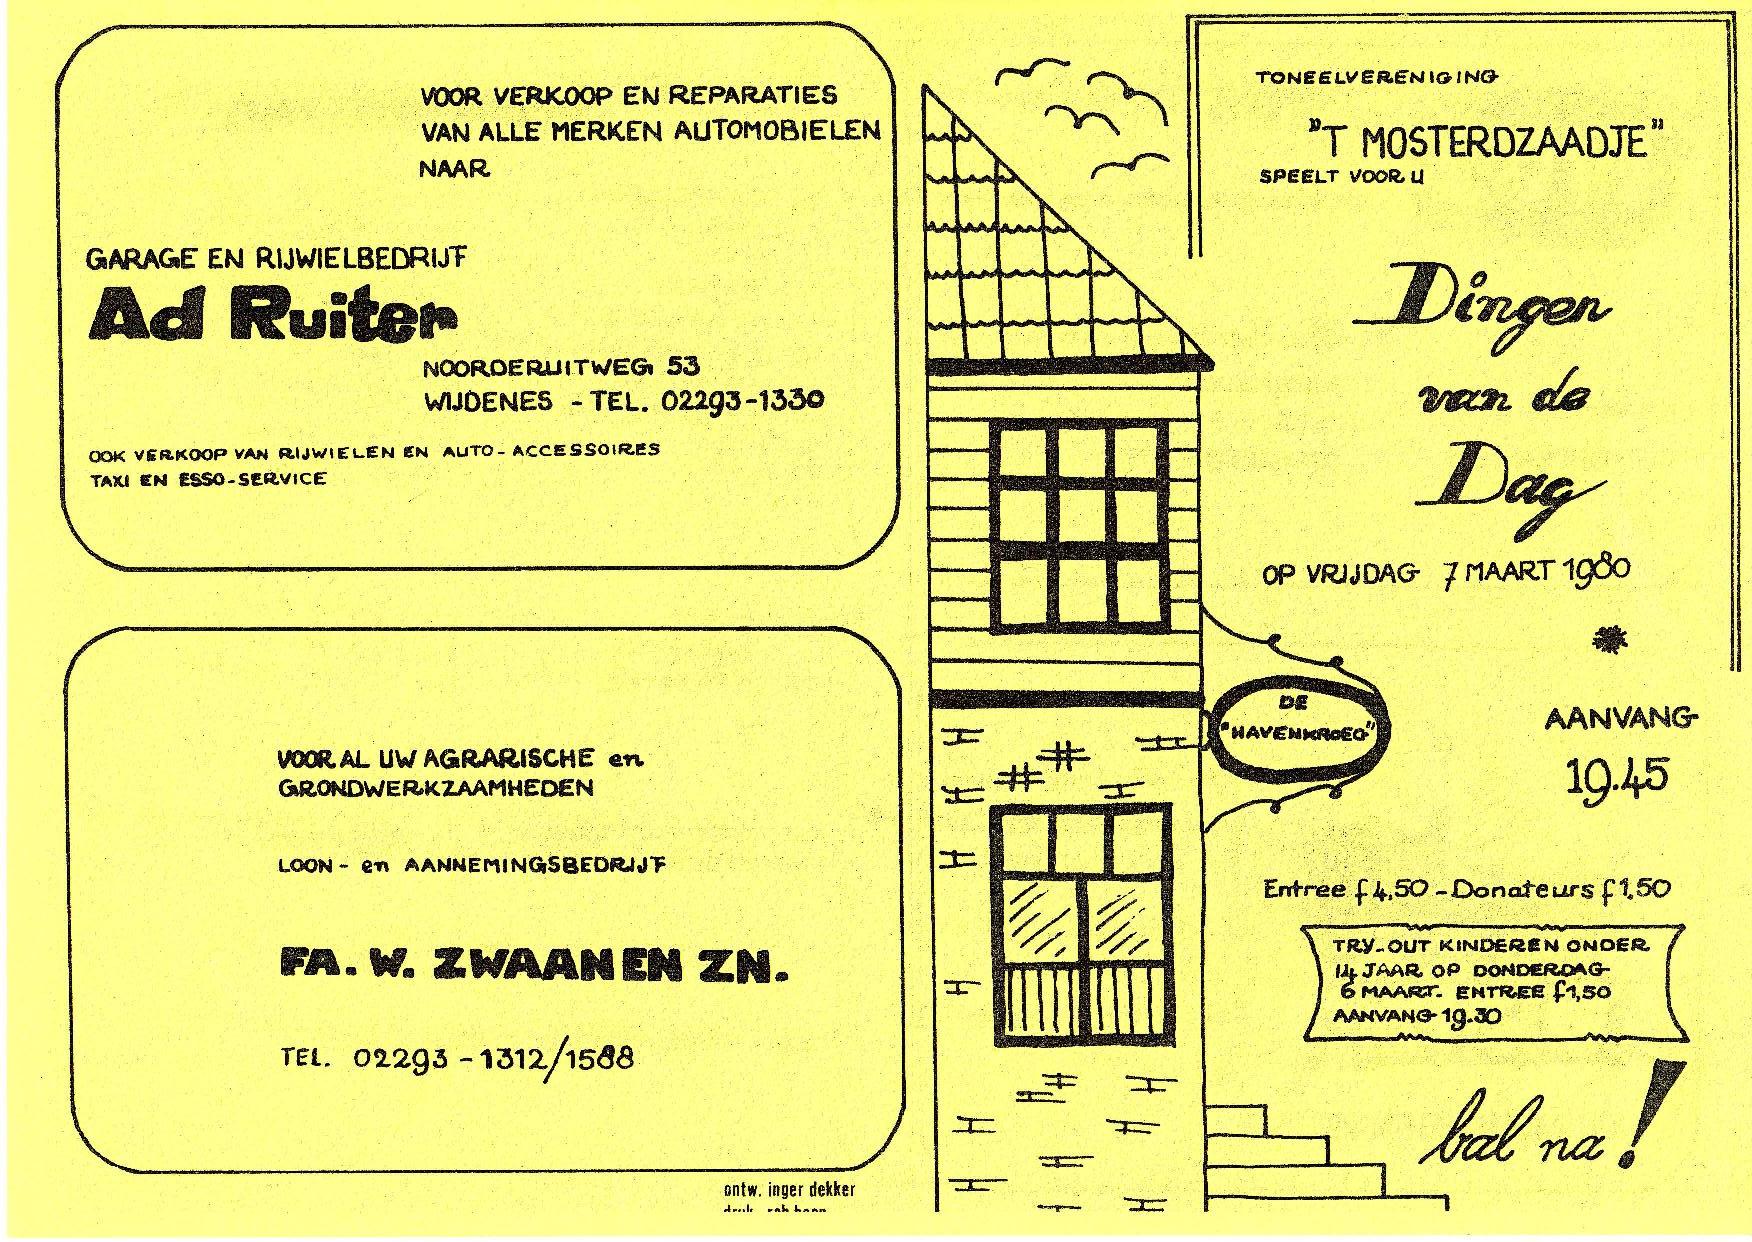 VOOR VERKOOP EN REPARATIES
VAN ALLE MERKEN AUTOMOBIELEN
NAAR
GARAGE EN RIJWIELBEDRIJF
Ad Ruiter
NOORDERUITWEG 53
WIJDENES - TEL. 02293-1330
OOK VERKOOP VAN RIJWIELEN EN AUTO-ACCESSOIRES
TAXI EN ESSO-SERVICE
VOOR AL UW AGRARISCHE en
GRONDWERKZAAMHEDEN
LOON- en AANNEMINGSBEDRIJF
FA. W. ZWAAN EN ZN.
TEL. 02293-1312/1588
ontw. inger dekker
TONEELVERENIGING
"'T MOSTERDZAADJE"
SPEELT VOOR U
Dingen
van de
Dag
OP VRIJDAG 7 MAART 1980
DE
"HAVENKROEG"
AANVANG
19.45
Entree f 4,50 - Donateurs f 1,50
TRY-OUT KINDEREN ONDER
14 JAAR OP DONDERDAG
6 MAART. ENTREE f 1,50
AANVANG 19.30
bal na!